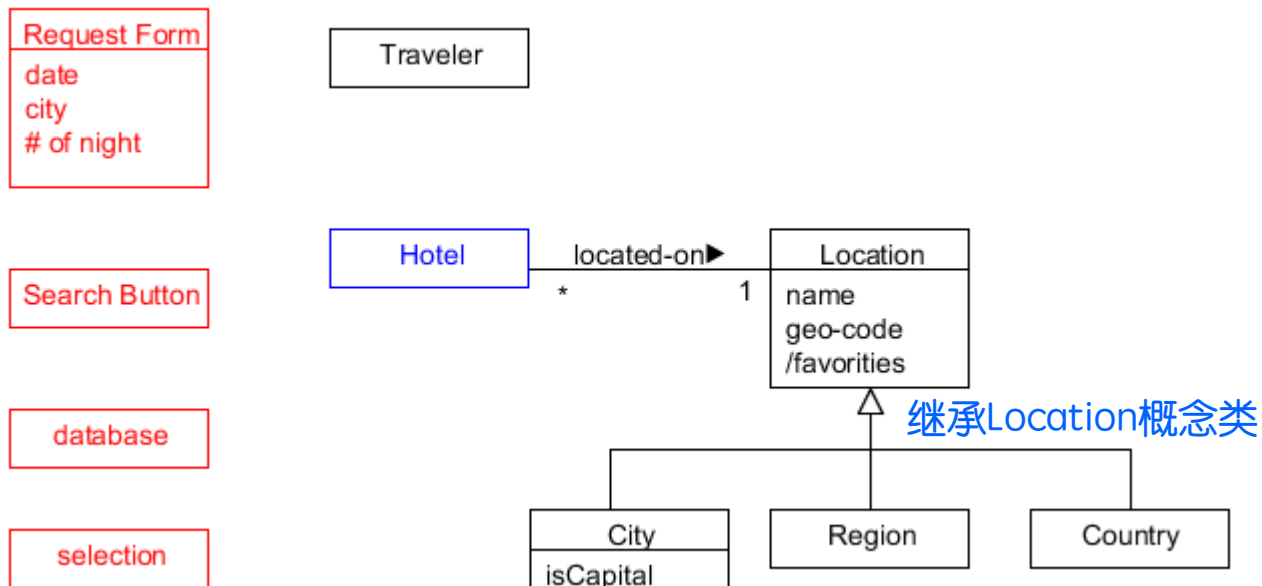 Request Form
date
city
# of night
Traveler
Hotel
located-on▶
*
1
Location
name
geo-code
/favorities
Search Button
继承Location概念类
database
City
isCapital
Region
Country
selection